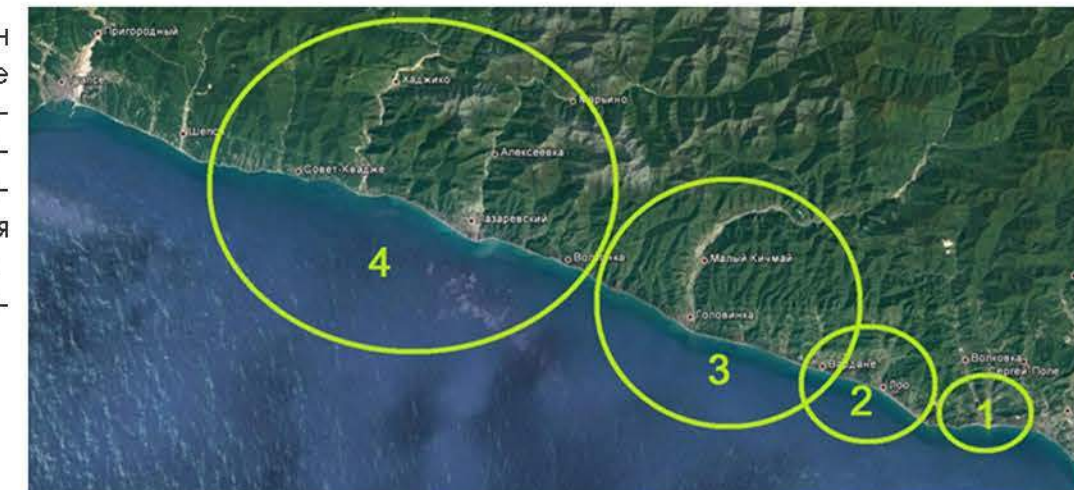 н
е
–
–
–
я
–
Пригородный
Шепси
Хаджико
Марьино
Алексеевка
Совет-Квадже
Лазаревский
Волконка
4
Малый Кичмай
Головинка
3
Вардане
Лоо
2
Волковка
Сергей Поле
1